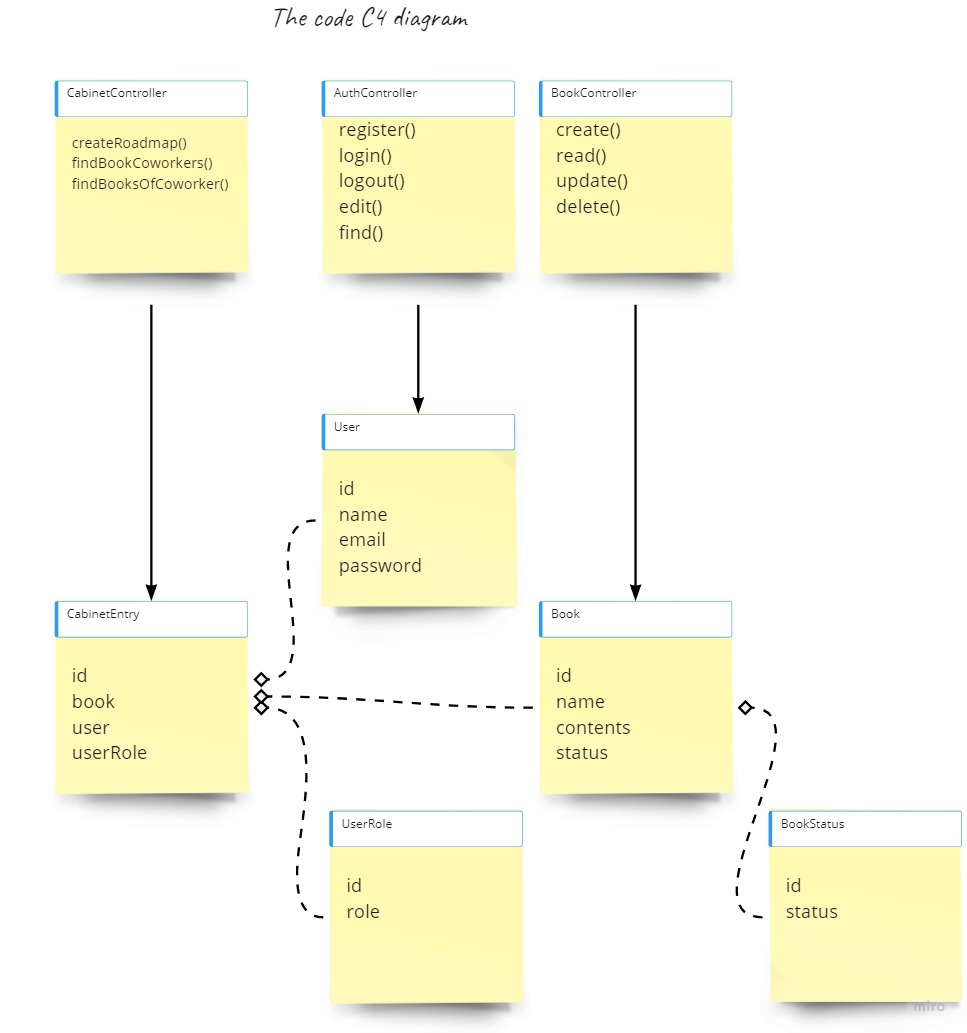 The code C4 diagram
CabinetController
createRoadmap()
findBookCoworkers()
findBooksOfCoworker()
AuthController
register()
login()
logout()
edit()
find()
BookController
create()
read()
update()
delete()
User
id
name
email
password
CabinetEntry
id
book
user
userRole
Book
id
name
contents
status
UserRole
id
role
BookStatus
id
status
miro